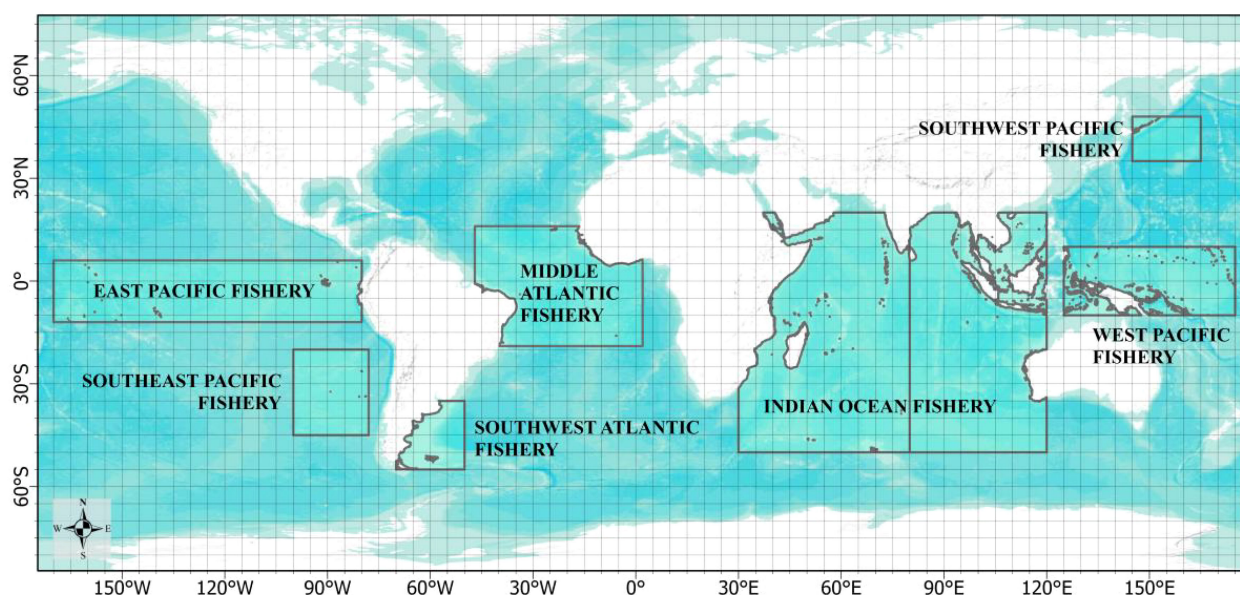 60°N
30°N
0°
30°S
60°S
SOUTHWEST PACIFIC
FISHERY
EAST PACIFIC FISHERY
MIDDLE
ATLANTIC
FISHERY
WEST PACIFIC
FISHERY
SOUTHEAST PACIFIC
FISHERY
SOUTHWEST ATLANTIC
FISHERY
INDIAN OCEAN FISHERY
N
W E
S
150°W 120°W 90°W 60°W 30°W 0° 30°E 60°E 90°E 120°E 150°E